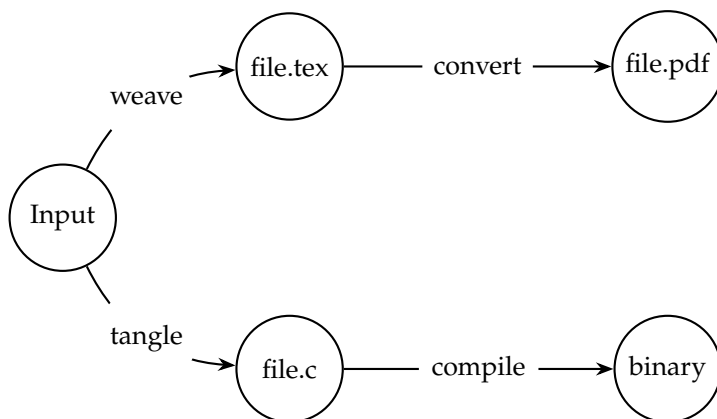 file.tex
convert
file.pdf
weave
Input
tangle
file.c
compile
binary